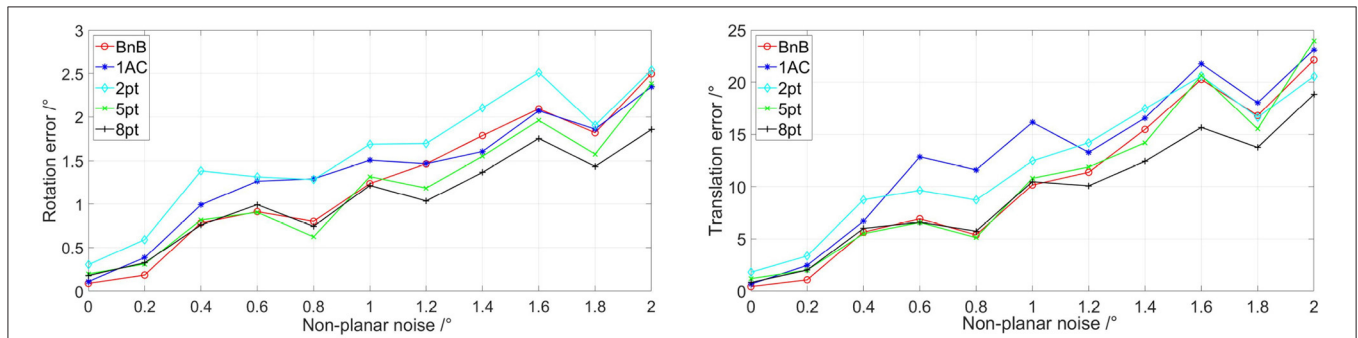 Rotation error /°
3
2.5
2
1.5
1
0.5
0
BnB
1AC
2pt
5pt
8pt
0 0.2 0.4 0.6 0.8 1 1.2 1.4 1.6 1.8 2
Non-planar noise /°
Translation error /°
25
20
15
10
5
0
BnB
1AC
2pt
5pt
8pt
0 0.2 0.4 0.6 0.8 1 1.2 1.4 1.6 1.8 2
Non-planar noise /°